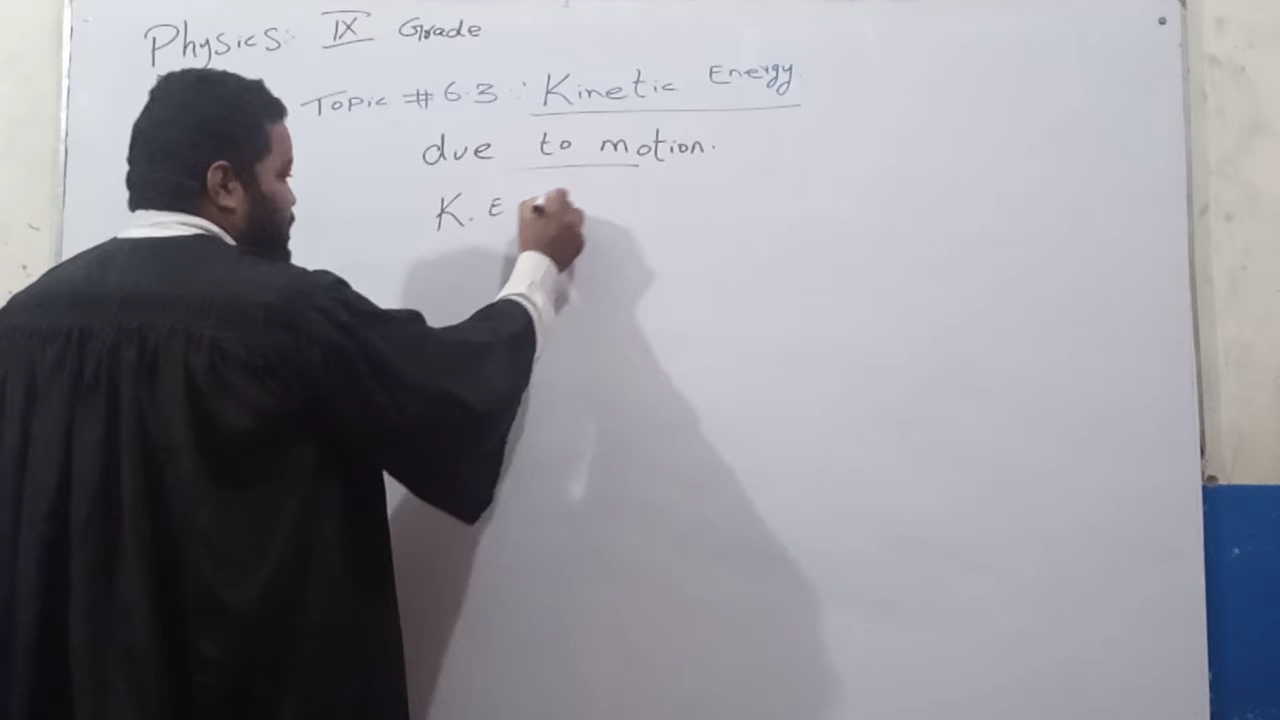 Physics: IX Grade
Topic # 6.3 : Kinetic Energy
due to motion.
K. E